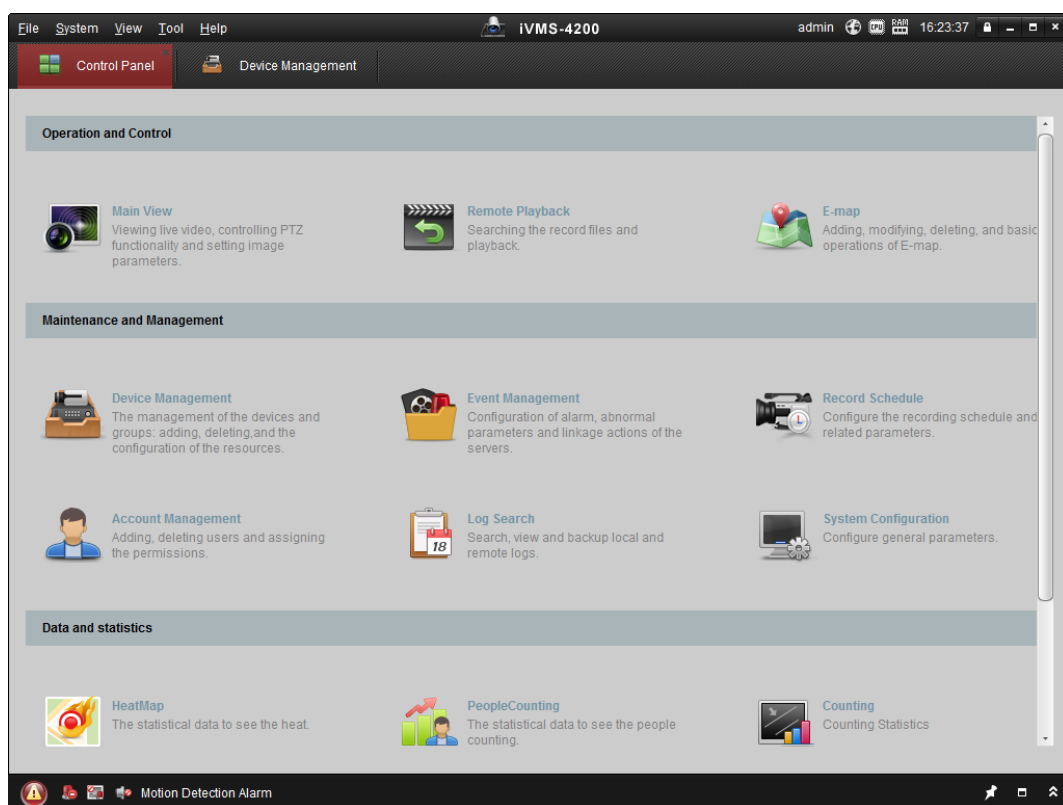 File System View Tool Help iVMS-4200 admin CPU RAM 16:23:37
Control Panel Device Management
Operation and Control
Main View
Viewing live video, controlling PTZ
functionality and setting image
parameters.
Remote Playback
Searching the record files and
playback.
E-map
Adding, modifying, deleting, and basic
operations of E-map.
Maintenance and Management
Device Management
The management of the devices and
groups: adding, deleting,and the
configuration of the resources.
Event Management
Configuration of alarm, abnormal
parameters and linkage actions of the
servers.
Record Schedule
Configure the recording schedule and
related parameters.
Account Management
Adding, deleting users and assigning
the permissions.
18
Log Search
Search, view and backup local and
remote logs.
System Configuration
Configure general parameters.
Data and statistics
HeatMap
The statistical data to see the heat.
PeopleCounting
The statistical data to see the people
counting.
Counting
Counting Statistics
Motion Detection Alarm